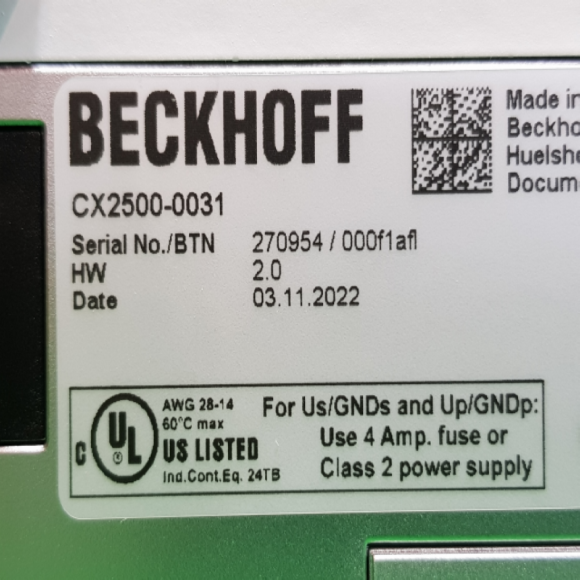 BECKHOFF
Made in
Beckho
Huelshe
Docum
CX2500-0031
Serial No./BTN 270954 / 000f1afl
HW 2.0
Date 03.11.2022
C UL
AWG 28-14
60°C max
US LISTED
Ind.Cont.Eq. 24TB
For Us/GNDs and Up/GNDp:
Use 4 Amp. fuse or
Class 2 power supply